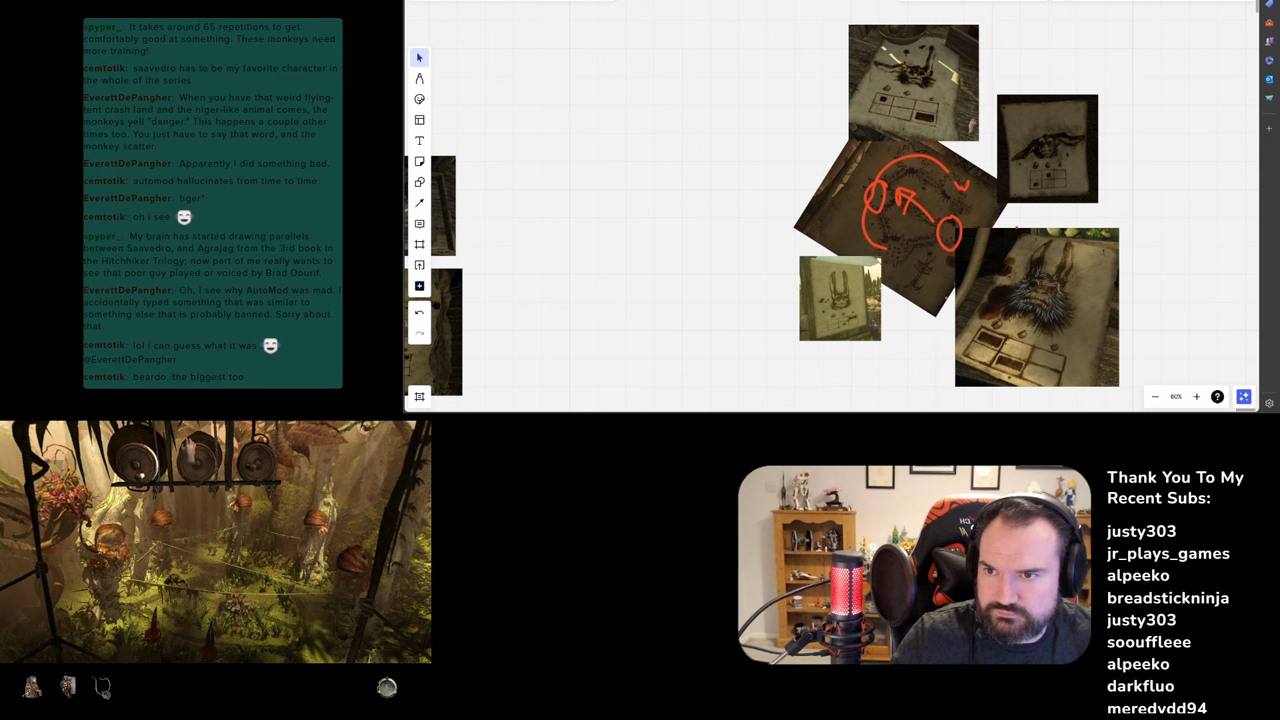 spyper_: It takes around 65 repetitions to get
comfortably good at something. These monkeys need
more training!
cemtotik: saavedro has to be my favorite character in
the whole of the series
EverettDePangher: When you have that weird flying-
tent crash land and the niger-like animal comes, the
monkeys yell "danger." This happens a couple other
times too. You just have to say that word, and the
monkey scatter.
EverettDePangher: Apparently I did something bad.
cemtotik: automod hallucinates from time to time
EverettDePangher: tiger*
cemtotik: oh i see
spyper_: My brain has started drawing parallels
between Saavedro, and Agrajag from the 3rd book in
the Hitchhiker Trilogy; now part of me really wants to
see that poor guy played or voiced by Brad Dourif.
EverettDePangher: Oh, I see why AutoMod was mad. I
accidentally typed something that was similar to
something else that is probably banned. Sorry about
that.
cemtotik: lol i can guess what it was
@EverettDePangher
cemtotik: beardo, the biggest too
60%
Thank You To My
Recent Subs:
justy303
jr_plays_games
alpeeko
breadstickninja
justy303
soouffleee
alpeeko
darkfluo
meredydd94